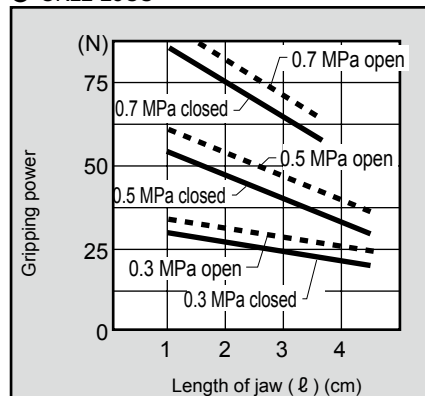 (N)
75
50
25
0
Gripping power
0.7 MPa open
0.7 MPa closed
0.5 MPa open
0.5 MPa closed
0.3 MPa open
0.3 MPa closed
1 2 3 4
Length of jaw ( ℓ ) (cm)